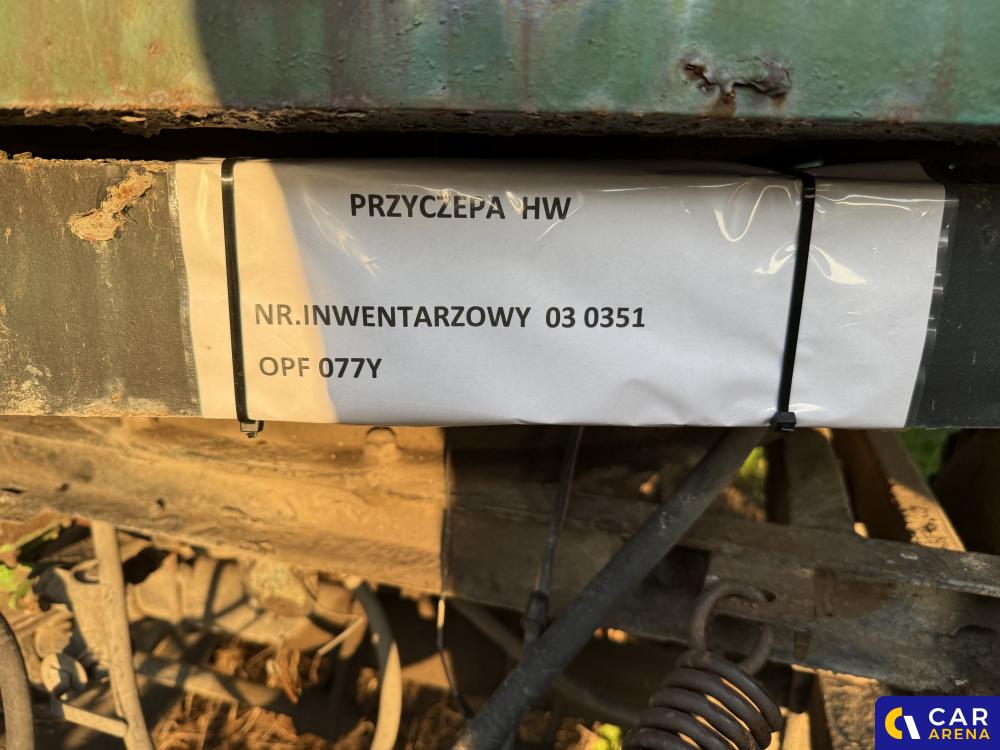 PRZYCZEPA HW
NR.INWENTARZOWY 03 0351
OPF 077Y
CAR
ARENA